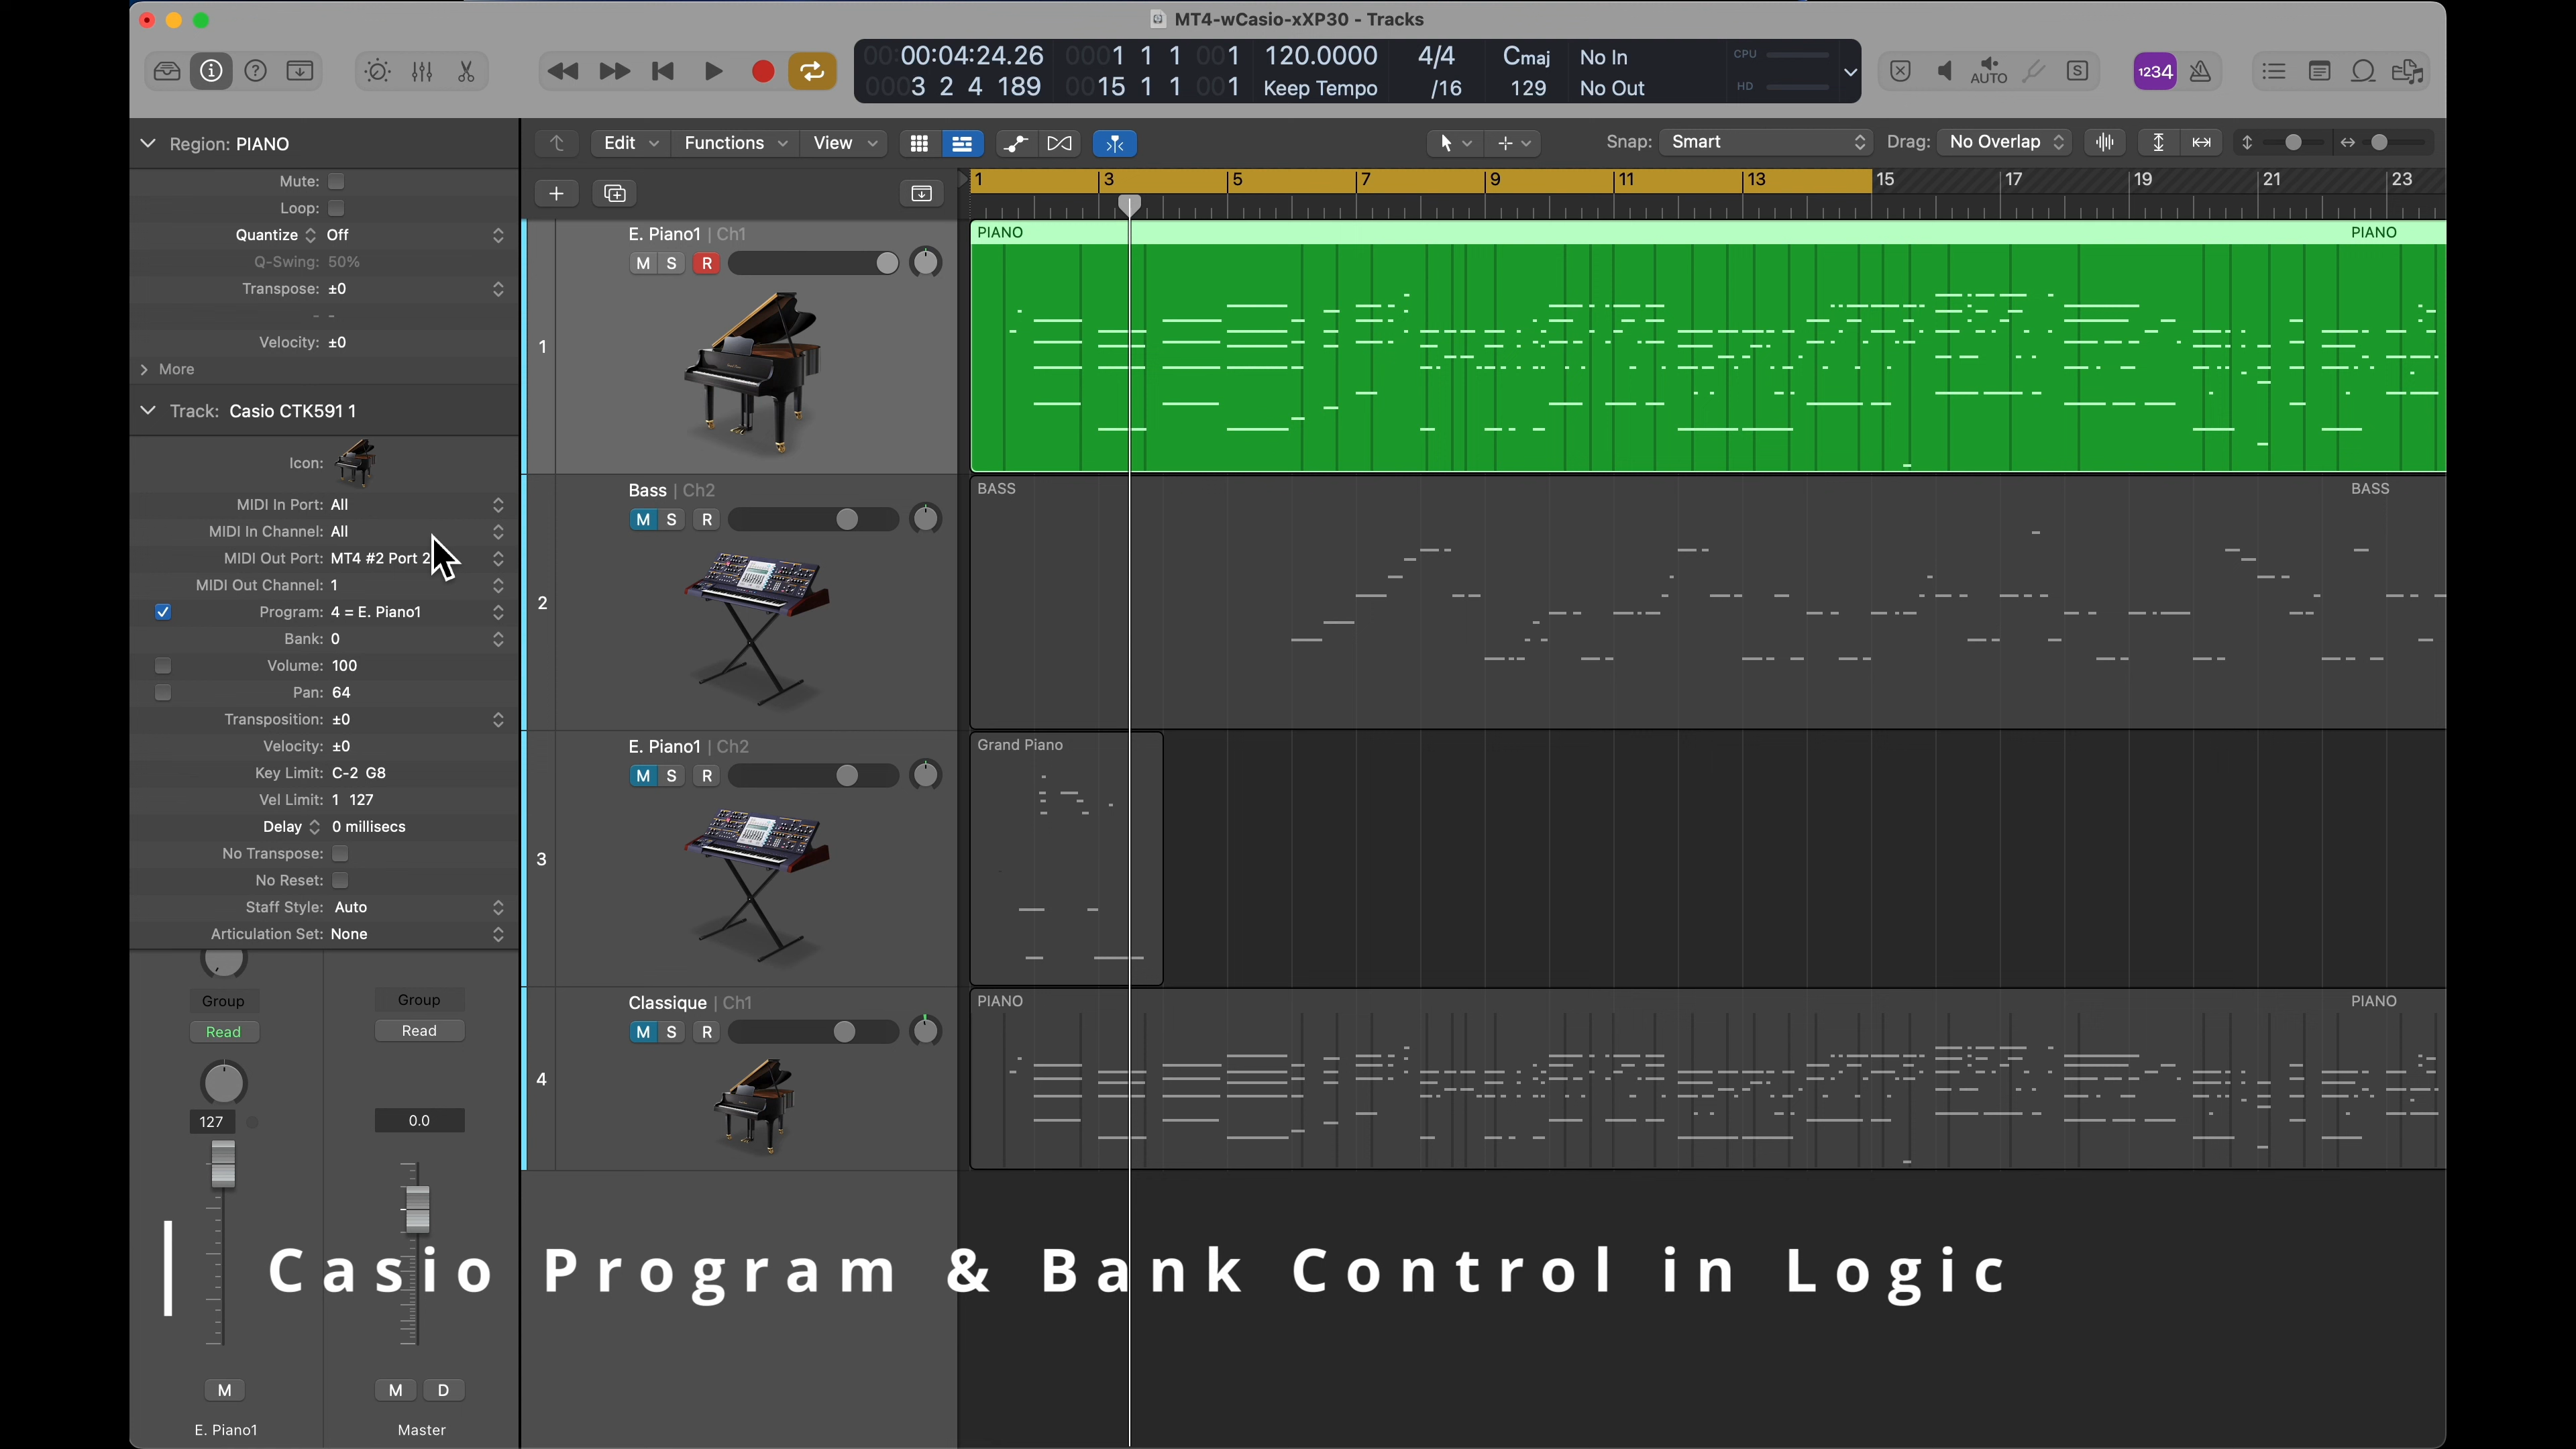 MT4-wCasio-xXP30 - Tracks
00:00:04:24.26 0001 1 1 001 120.0000 4/4 Cmaj No In CPU
0003 2 4 189 0015 1 1 001 Keep Tempo /16 129 No Out HD
AUTO S 1234
Region: PIANO
Edit Functions View Snap: Smart Drag: No Overlap
Mute:
Loop:
Quantize Off
Q-Swing: 50%
Transpose: ±0
- -
Velocity: ±0
More
Track: Casio CTK591 1
Icon:
MIDI In Port: All
MIDI In Channel: All
MIDI Out Port: MT4 #2 Port 2
MIDI Out Channel: 1
Program: 4 = E. Piano1
Bank: 0
Volume: 100
Pan: 64
Transposition: ±0
Velocity: ±0
Key Limit: C-2 G8
Vel Limit: 1 127
Delay 0 millisecs
No Transpose:
No Reset:
Staff Style: Auto
Articulation Set: None
Group Group
Read Read
127 0.0
M M D
E. Piano1 Master
1 3 5 7 9 11 13 15 17 19 21 23
1
E. Piano1 | Ch1
M S R
PIANO PIANO
2
Bass | Ch2
M S R
BASS BASS
3
E. Piano1 | Ch2
M S R
Grand Piano
4
Classique | Ch1
M S R
PIANO PIANO
Casio Program & Bank Control in Logic